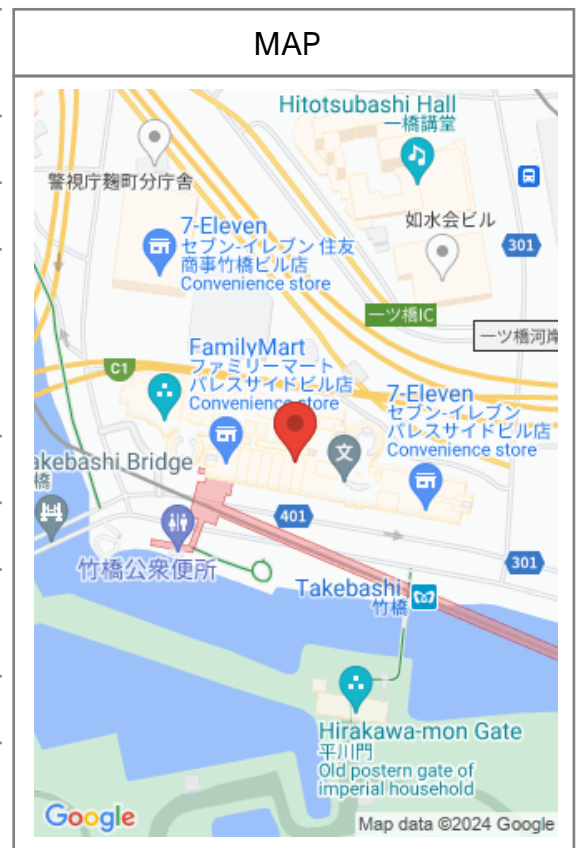 MAP
Hitotsubashi Hall
一橋講堂
警視庁麹町分庁舎
如水会ビル
7-Eleven
セブン-イレブン 住友
商事竹橋ビル店
Convenience store
301
一ツ橋IC
一ツ橋河岸
FamilyMart
ファミリーマート
パレスサイドビル店
Convenience store
C1
7-Eleven
セブン-イレブン
パレスサイドビル店
Convenience store
文
akebashi Bridge
橋
401
301
竹橋公衆便所
Takebashi
竹橋
Hirakawa-mon Gate
平川門
Old postern gate of
imperial household
Google
Map data ©2024 Google